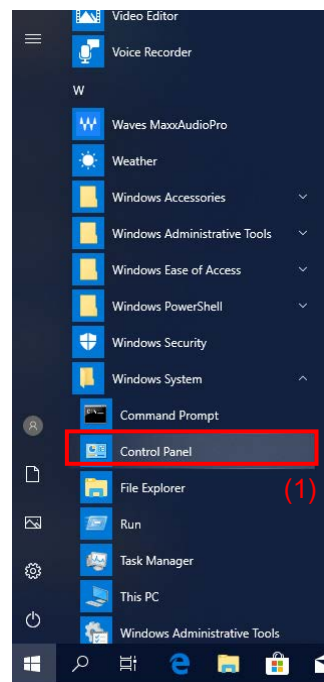 Video Editor
Voice Recorder
W
Waves MaxxAudioPro
Weather
Windows Accessories
Windows Administrative Tools
Windows Ease of Access
Windows PowerShell
Windows Security
Windows System
Command Prompt
Control Panel
File Explorer
(1)
Run
Task Manager
This PC
Windows Administrative Tools